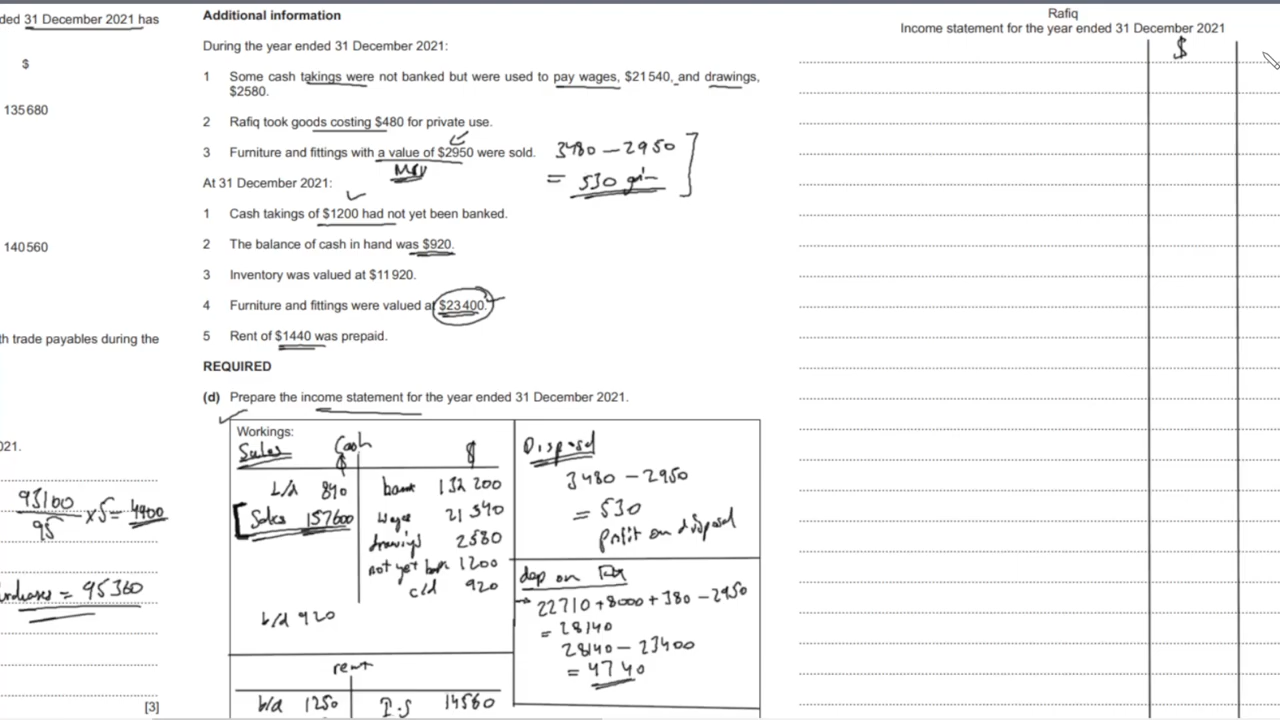 ded 31 December 2021 has
$
135680
140560
th trade payables during the
021.
93100
95
x 5 = 4900
Purchases = 95360
[3]
Additional information
During the year ended 31 December 2021:
1 Some cash takings were not banked but were used to pay wages, $21540, and drawings,
$2580.
2 Rafiq took goods costing $480 for private use.
3 Furniture and fittings with a value of $2950 were sold.
3480 – 2950
= 530 gain
At 31 December 2021:
1 Cash takings of $1200 had not yet been banked.
2 The balance of cash in hand was $920.
3 Inventory was valued at $11920.
4 Furniture and fittings were valued at $23400.
5 Rent of $1440 was prepaid.
REQUIRED
(d) Prepare the income statement for the year ended 31 December 2021.
Workings:
Sales Cash
$ $
b/d 890 bank 132 200
Sales 157600 wages 21 540
drawings 2580
not yet bank 1200
c/d 920
b/d 920
rent
b/d 1250 I.S 14560
Disposal
3480 – 2950
= 530
profit on disposal
dep on
22710 + 8000 + 380 – 2950
= 28140
28140 – 23400
= 4740
Rafiq
Income statement for the year ended 31 December 2021
$